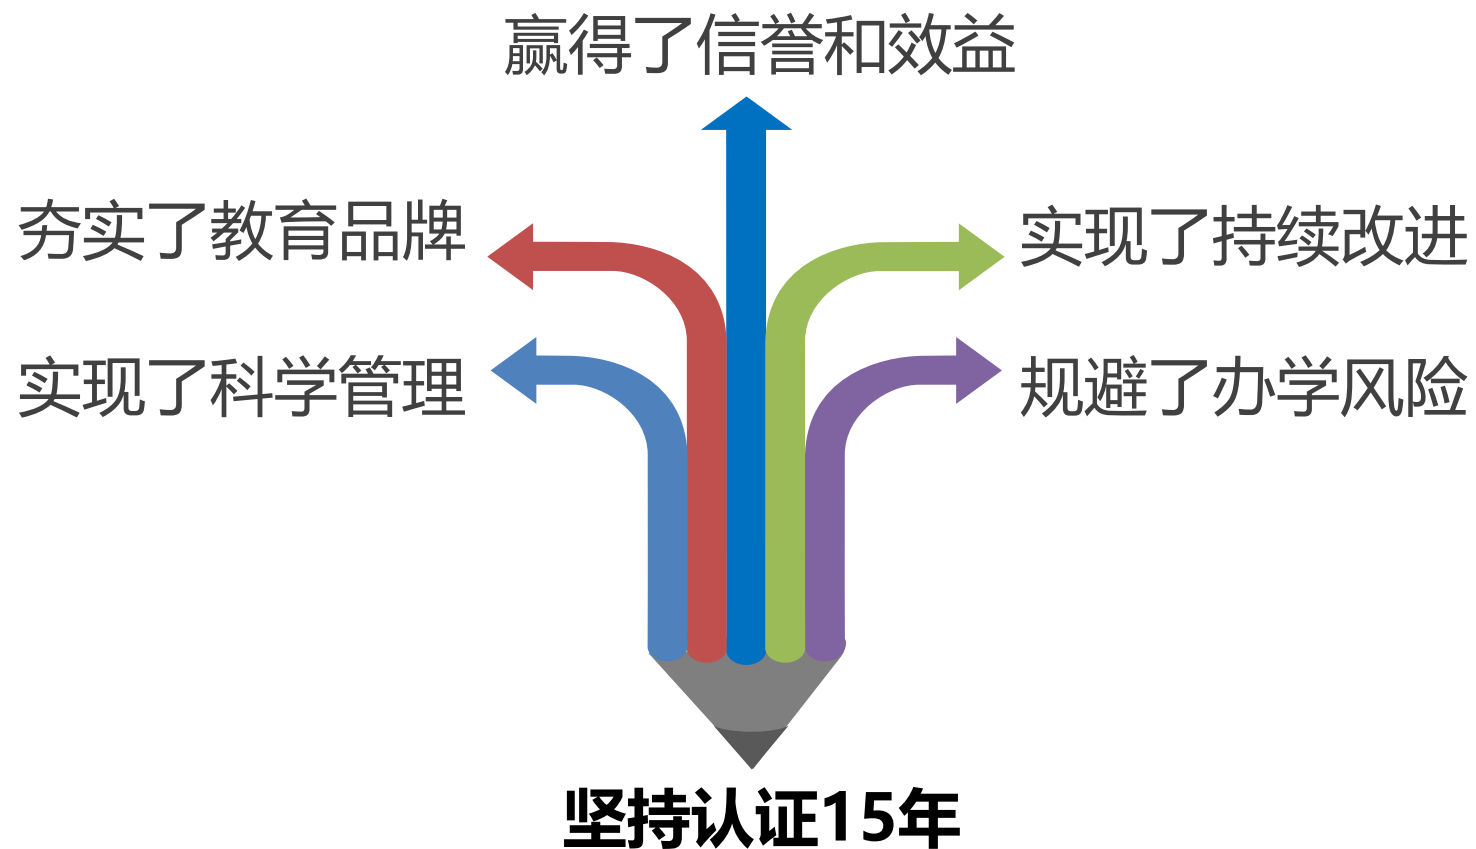 赢得了信誉和效益
夯实了教育品牌
实现了持续改进
实现了科学管理
规避了办学风险
坚持认证15年